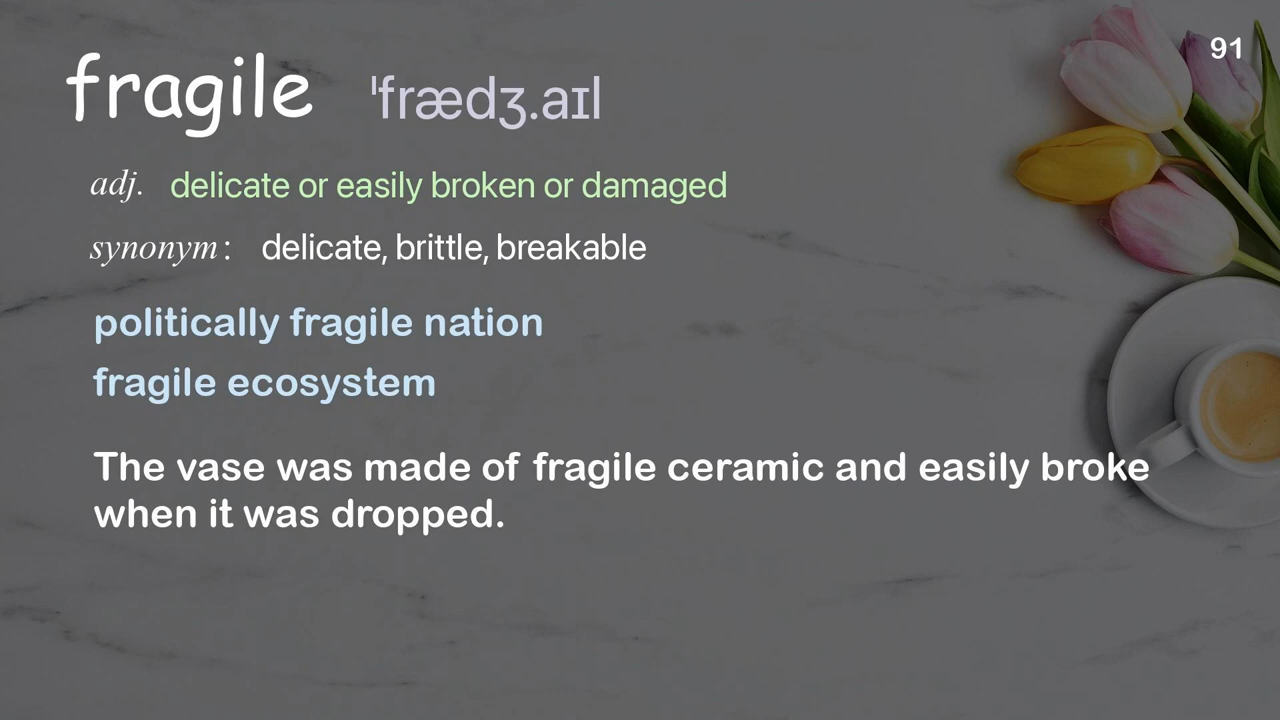 91
fragile ˈfrædʒ.aɪl
adj. delicate or easily broken or damaged
synonym: delicate, brittle, breakable
politically fragile nation
fragile ecosystem
The vase was made of fragile ceramic and easily broke
when it was dropped.